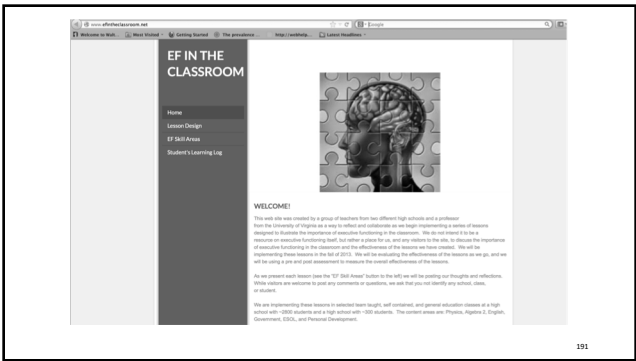 www.efintheclassroom.net
Google
Welcome to Wah... Most Visited Getting Started The prevalence ... http://webhelp... Latest Headlines
EF IN THE
CLASSROOM
Home
Lesson Design
EF Skill Areas
Student's Learning Log
WELCOME!
This web site was created by a group of teachers from two different high schools and a professor
from the University of Virginia as a way to reflect and collaborate as we begin implementing a series of lessons
designed to illustrate the importance of executive functioning in the classroom. We do not intend it to be a
resource on executive functioning itself, but rather a place for us, and any visitors to the site, to discuss the importance
of executive functioning in the classroom and the effectiveness of the lessons we have created. We will be
implementing these lessons in the fall of 2013. We will be evaluating the effectiveness of the lessons as we go, and we
will be using a pre and post assessment to measure the overall effectiveness of the lessons.
As we present each lesson (see the "EF Skill Areas" button to the left) we will be posting our thoughts and reflections.
While visitors are welcome to post any comments or questions, we ask that you not identify any school, class,
or student.
We are implementing these lessons in selected team taught, self contained, and general education classes at a high
school with ~2800 students and a high school with ~300 students. The content areas are: Physics, Algebra 2, English,
Government, ESOL, and Personal Development.
191